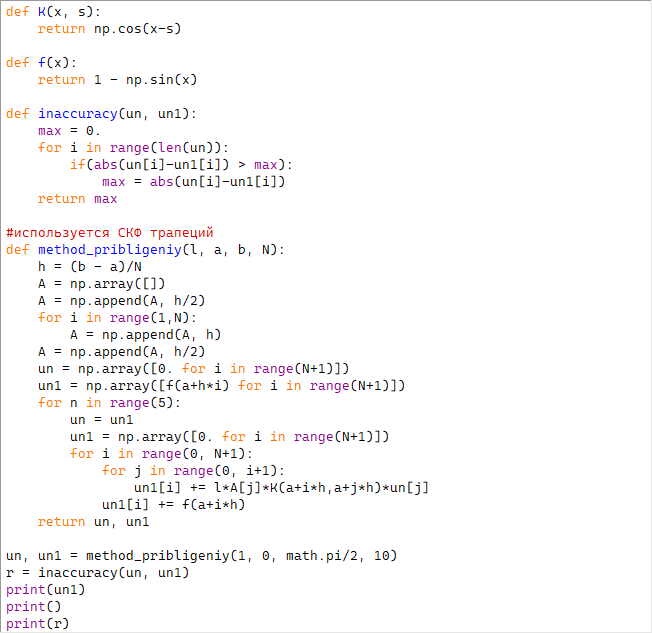 def K(x, s):
    return np.cos(x-s)

def f(x):
    return 1 - np.sin(x)

def inaccuracy(un, un1):
    max = 0.
    for i in range(len(un)):
        if(abs(un[i]-un1[i]) > max):
            max = abs(un[i]-un1[i])
    return max

#используется СКФ трапеций
def method_pribligeniy(l, a, b, N):
    h = (b - a)/N
    A = np.array([])
    A = np.append(A, h/2)
    for i in range(1,N):
        A = np.append(A, h)
    A = np.append(A, h/2)
    un = np.array([0. for i in range(N+1)])
    un1 = np.array([f(a+h*i) for i in range(N+1)])
    for n in range(5):
        un = un1
        un1 = np.array([0. for i in range(N+1)])
        for i in range(0, N+1):
            for j in range(0, i+1):
                un1[i] += l*A[j]*K(a+i*h,a+j*h)*un[j]
            un1[i] += f(a+i*h)
    return un, un1

un, un1 = method_pribligeniy(1, 0, math.pi/2, 10)
r = inaccuracy(un, un1)
print(un1)
print()
print(r)